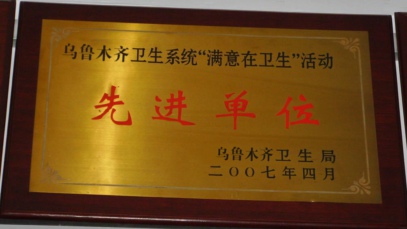 乌鲁木齐卫生系统“满意在卫生”活动
先进单位
乌鲁木齐卫生局
二〇〇七年四月